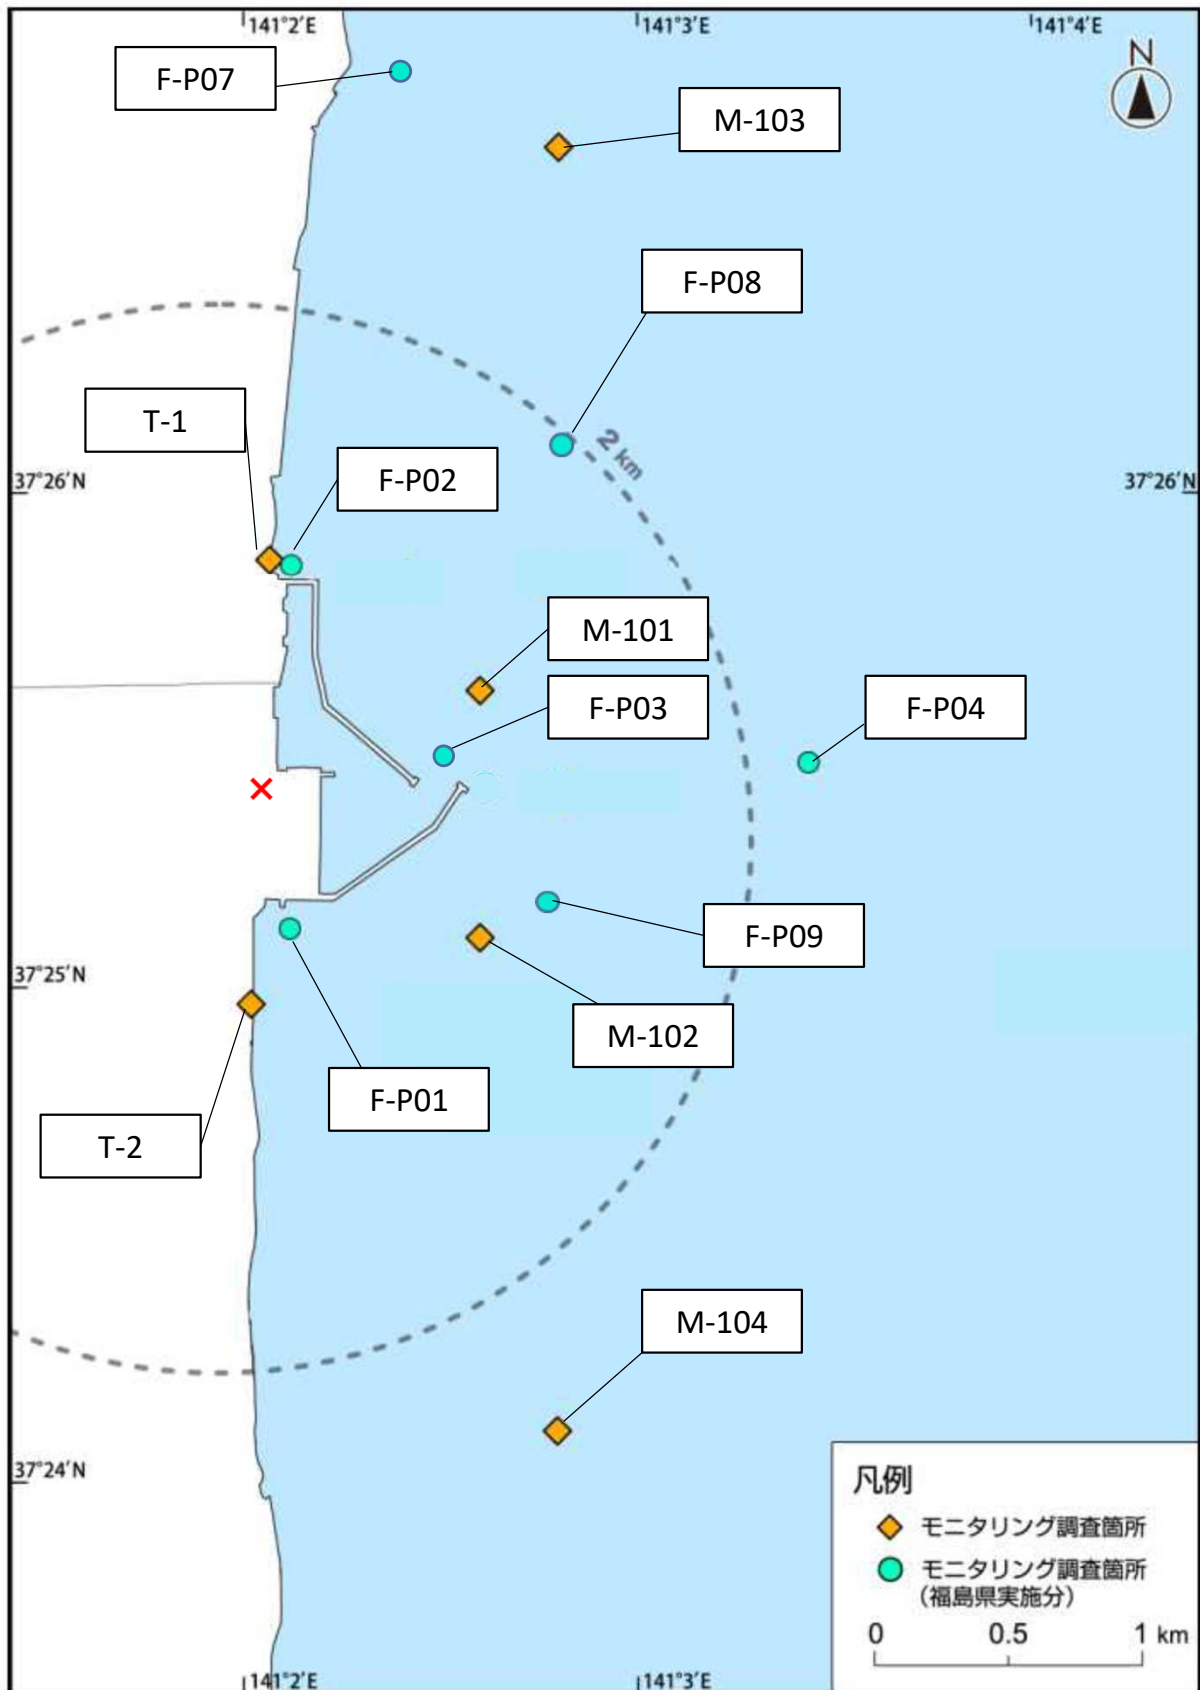 141°2′E
141°3′E
141°4′E
N
F-P07
M-103
F-P08
2 km
T-1
F-P02
37°26′N
37°26′N
M-101
F-P03
F-P04
F-P09
37°25′N
M-102
F-P01
T-2
M-104
37°24′N
凡例
モニタリング調査箇所
モニタリング調査箇所
(福島県実施分)
0 0.5 1 km
141°2′E
141°3′E